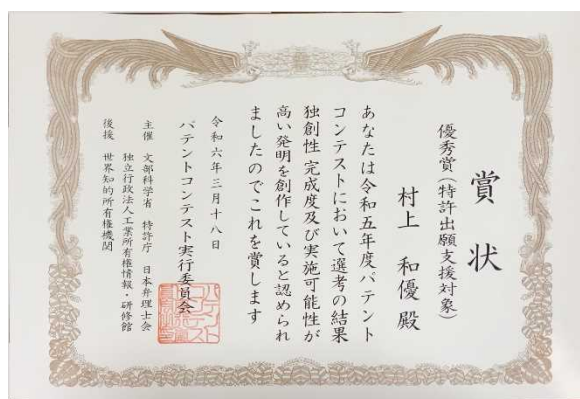 賞状
優秀賞(特許出願支援対象)
村上 和優 殿
あなたは令和五年度パテント
コンテストにおいて選考の結果
独創性 完成度及び実施可能性が
高い発明を創作していると認められ
ましたのでこれを賞します
令和六年三月十八日
パテントコンテスト実行委員会
主催 文部科学省 特許庁 日本弁理士会
独立行政法人工業所有権情報・研修館
後援 世界知的所有権機関